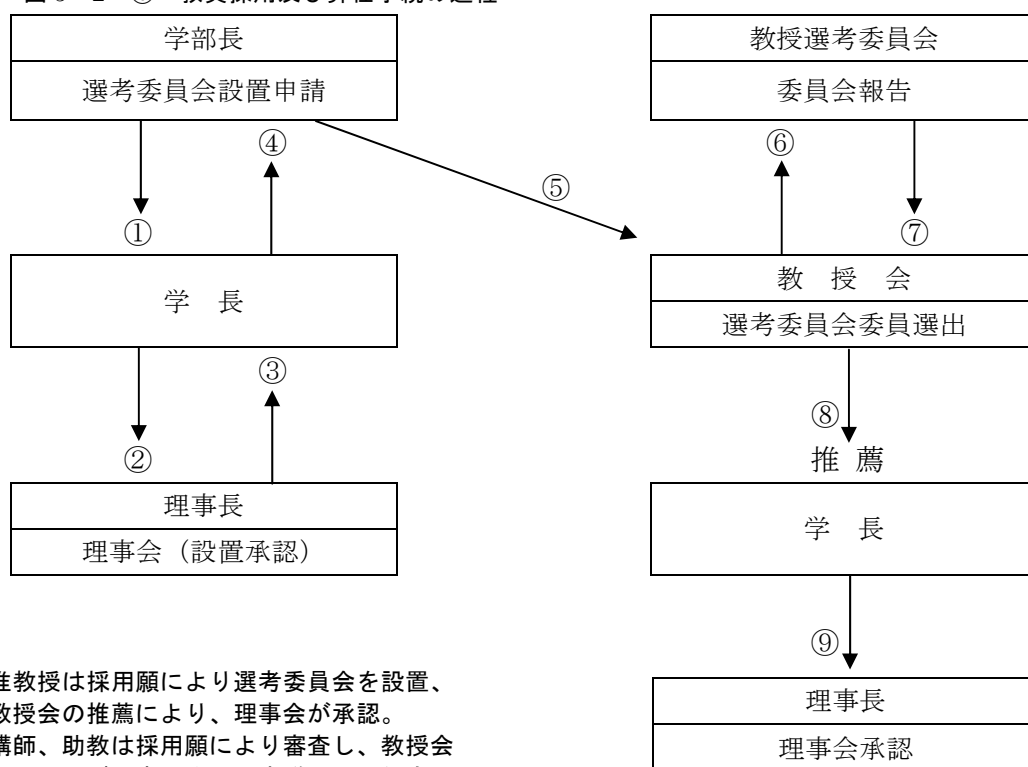 学部長
選考委員会設置申請
①
④
⑤
学　長
②
③
理事長
理事会（設置承認）
教授選考委員会
委員会報告
⑥
⑦
教　授　会
選考委員会委員選出
⑧
推 薦
学　長
⑨
理事長
理事会承認
教授は採用願により選考委員会を設置、
教授会の推薦により、理事会が承認。
講師、助教は採用願により審査し、教授会